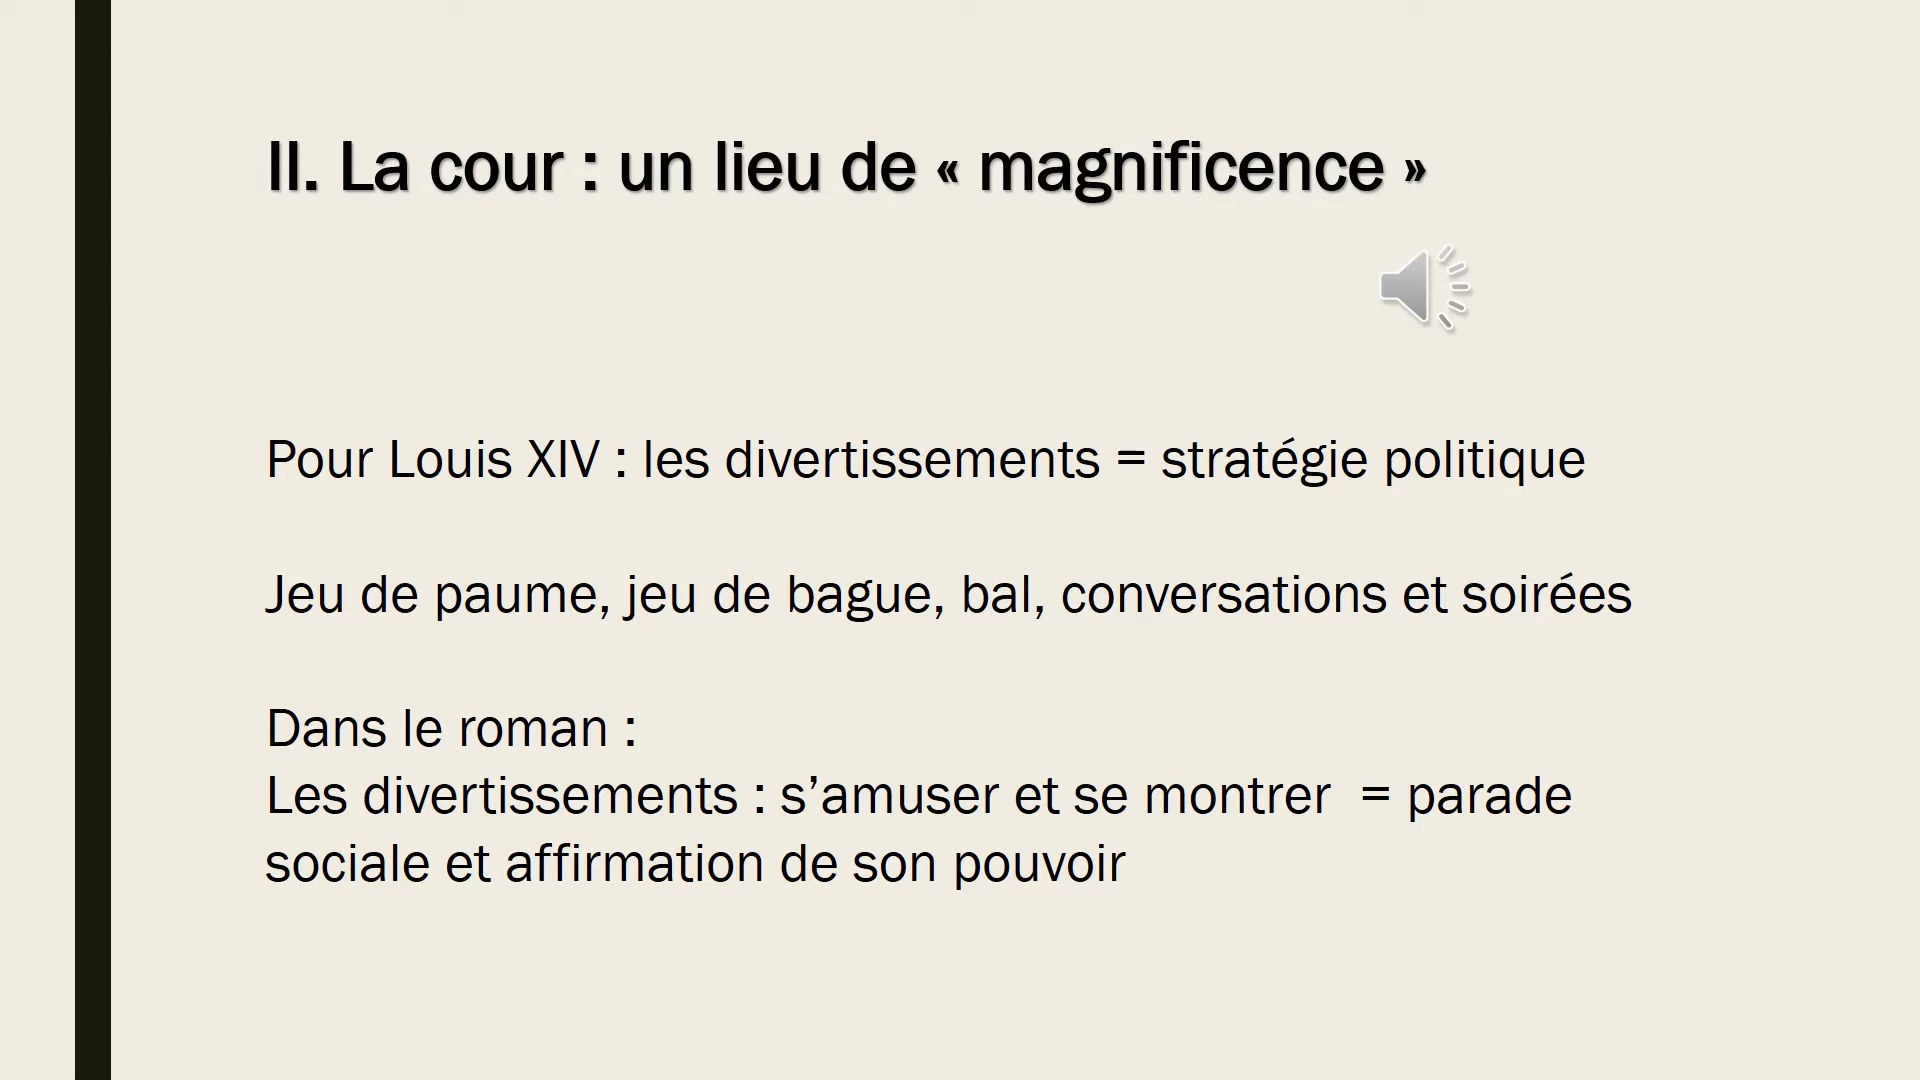 II. La cour : un lieu de « magnificence »
Pour Louis XIV : les divertissements = stratégie politique
Jeu de paume, jeu de bague, bal, conversations et soirées
Dans le roman :
Les divertissements : s’amuser et se montrer  = parade
sociale et affirmation de son pouvoir